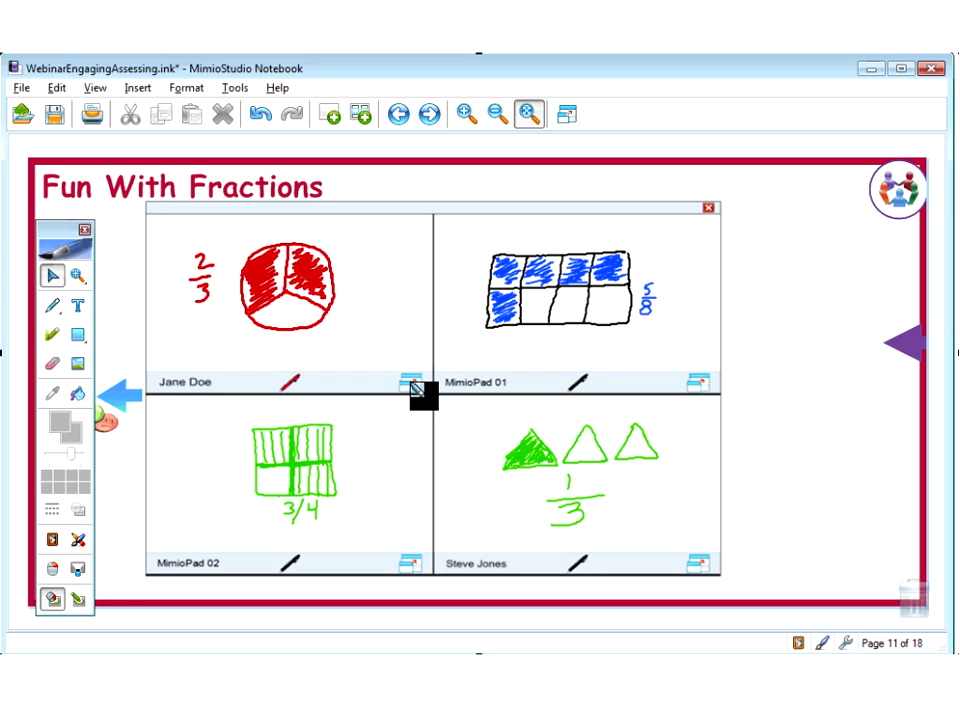 WebinarEngagingAssessing.ink* - MimioStudio Notebook
File Edit View Insert Format Tools Help
Fun With Fractions
2
3
5
8
Jane Doe
MimioPad 01
3/4
1
3
MimioPad 02
Steve Jones
Page 11 of 18